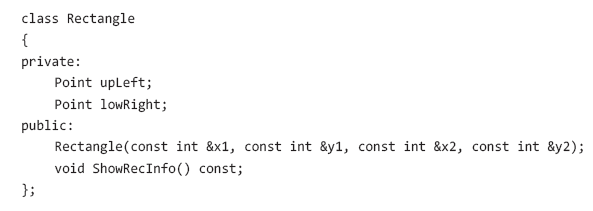 class Rectangle
{
private:
    Point upLeft;
    Point lowRight;
public:
    Rectangle(const int &x1, const int &y1, const int &x2, const int &y2);
    void ShowRecInfo() const;
};